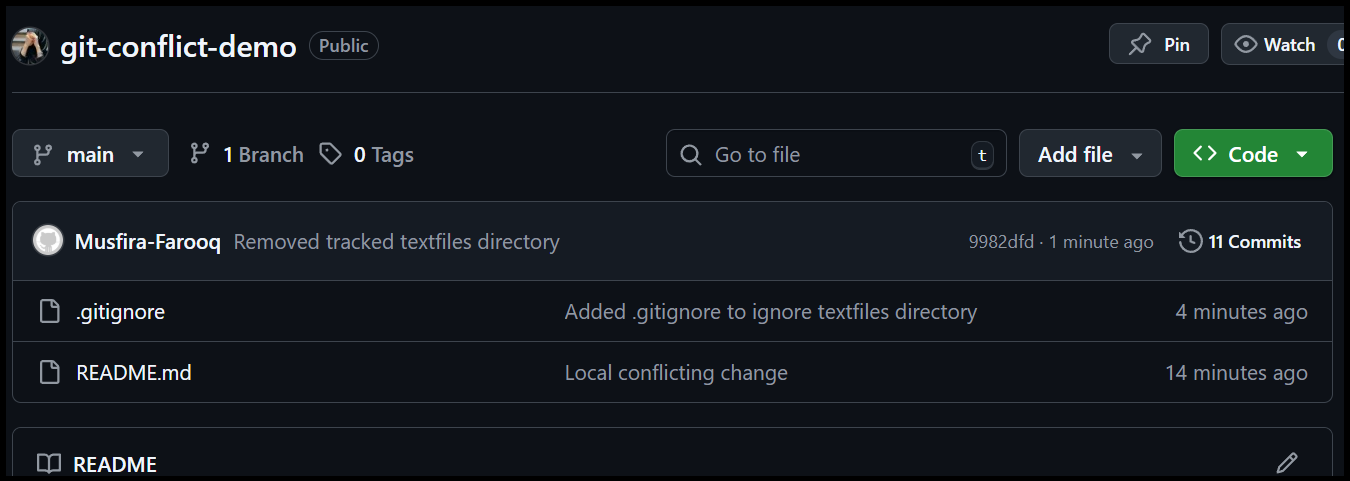 git-conflict-demo Public Pin Watch 0
main 1 Branch 0 Tags Go to file t Add file Code
Musfira-Farooq Removed tracked textfiles directory 9982dfd · 1 minute ago 11 Commits
.gitignore Added .gitignore to ignore textfiles directory 4 minutes ago
README.md Local conflicting change 14 minutes ago
README